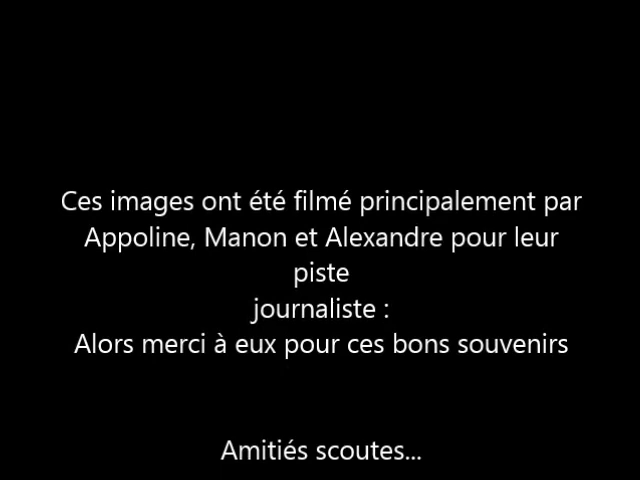 Ces images ont été filmé principalement par
Appoline, Manon et Alexandre pour leur
piste
journaliste :
Alors merci à eux pour ces bons souvenirs
Amitiés scoutes...